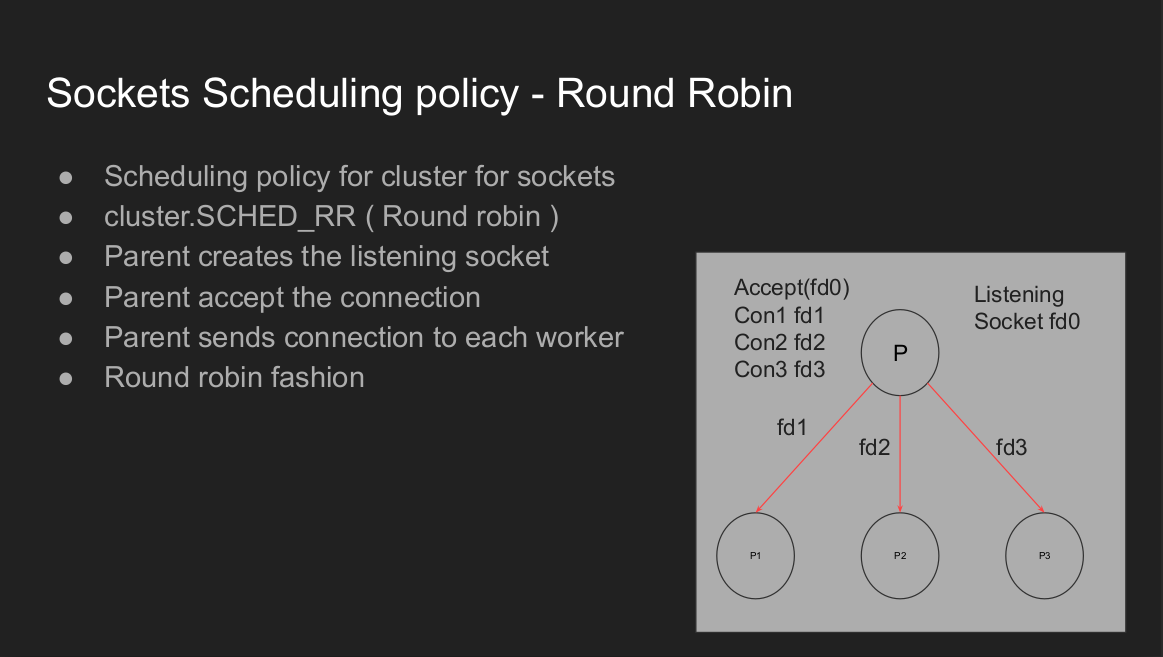 Sockets Scheduling policy - Round Robin
● Scheduling policy for cluster for sockets
● cluster.SCHED_RR ( Round robin )
● Parent creates the listening socket
● Parent accept the connection
● Parent sends connection to each worker
● Round robin fashion
Accept(fd0)
Con1 fd1
Con2 fd2
Con3 fd3
Listening
Socket fd0
P
fd1
fd2
fd3
P1
P2
P3